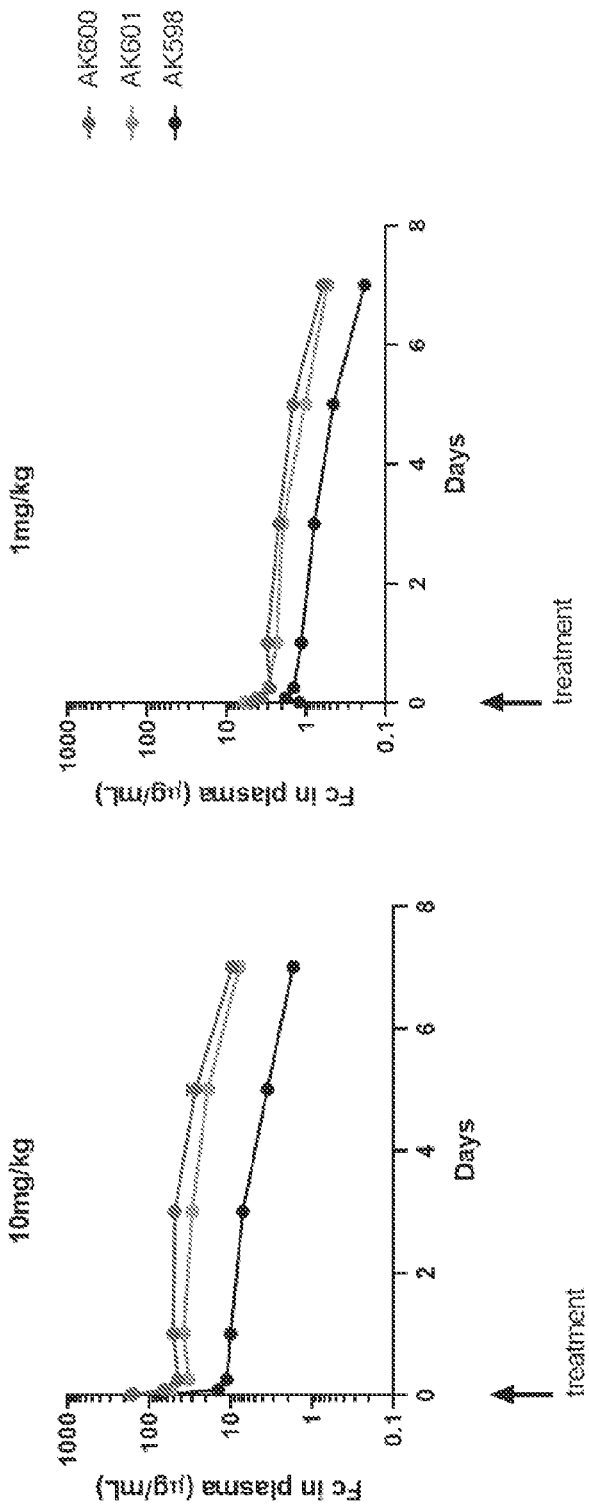 10mg/kg
Fc in plasma (µg/mL)
1000
100
10
1
0.1
0
2
4
6
8
Days
treatment
1mg/kg
Fc in plasma (µg/mL)
1000
100
10
1
0.1
0
2
4
6
8
Days
treatment
AK600
AK601
AK598